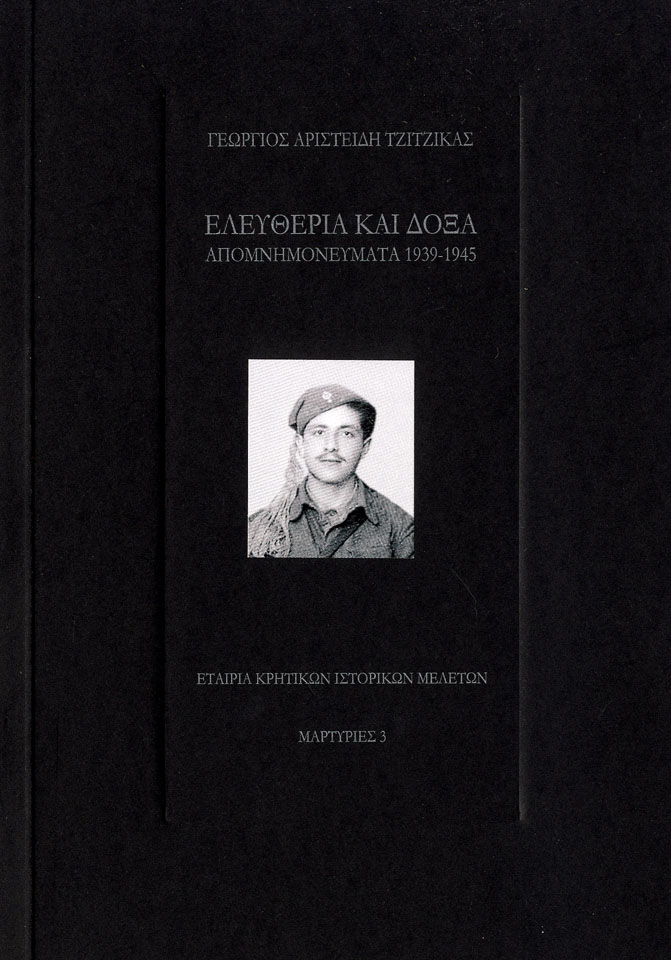 ΓΕΩΡΓΙΟΣ ΑΡΙΣΤΕΙΔΗ ΤΖΙΤΖΙΚΑΣ
ΕΛΕΥΘΕΡΙΑ ΚΑΙ ΔΟΞΑ
ΑΠΟΜΝΗΜΟΝΕΥΜΑΤΑ 1939-1945
ΕΤΑΙΡΙΑ ΚΡΗΤΙΚΩΝ ΙΣΤΟΡΙΚΩΝ ΜΕΛΕΤΩΝ
ΜΑΡΤΥΡΙΕΣ 3